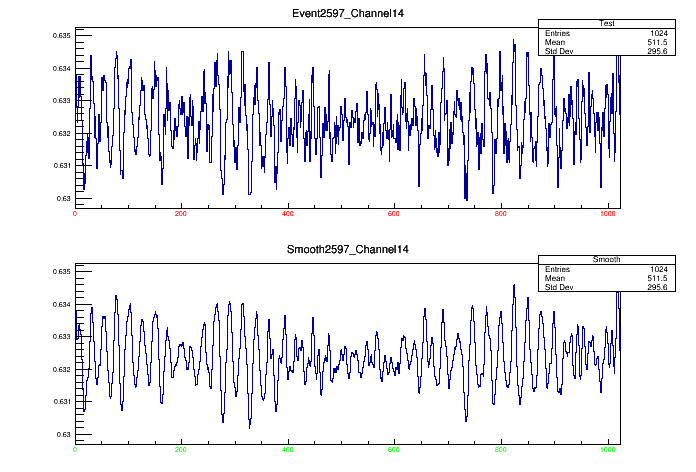 Event2597_Channel14
Test
Entries 1024
Mean 511.5
Std Dev 295.6
0.635
0.634
0.633
0.632
0.631
0.63
0 200 400 600 800 1000
Smooth2597_Channel14
Smooth
Entries 1024
Mean 511.5
Std Dev 295.6
0.635
0.634
0.633
0.632
0.631
0.63
0 200 400 600 800 1000